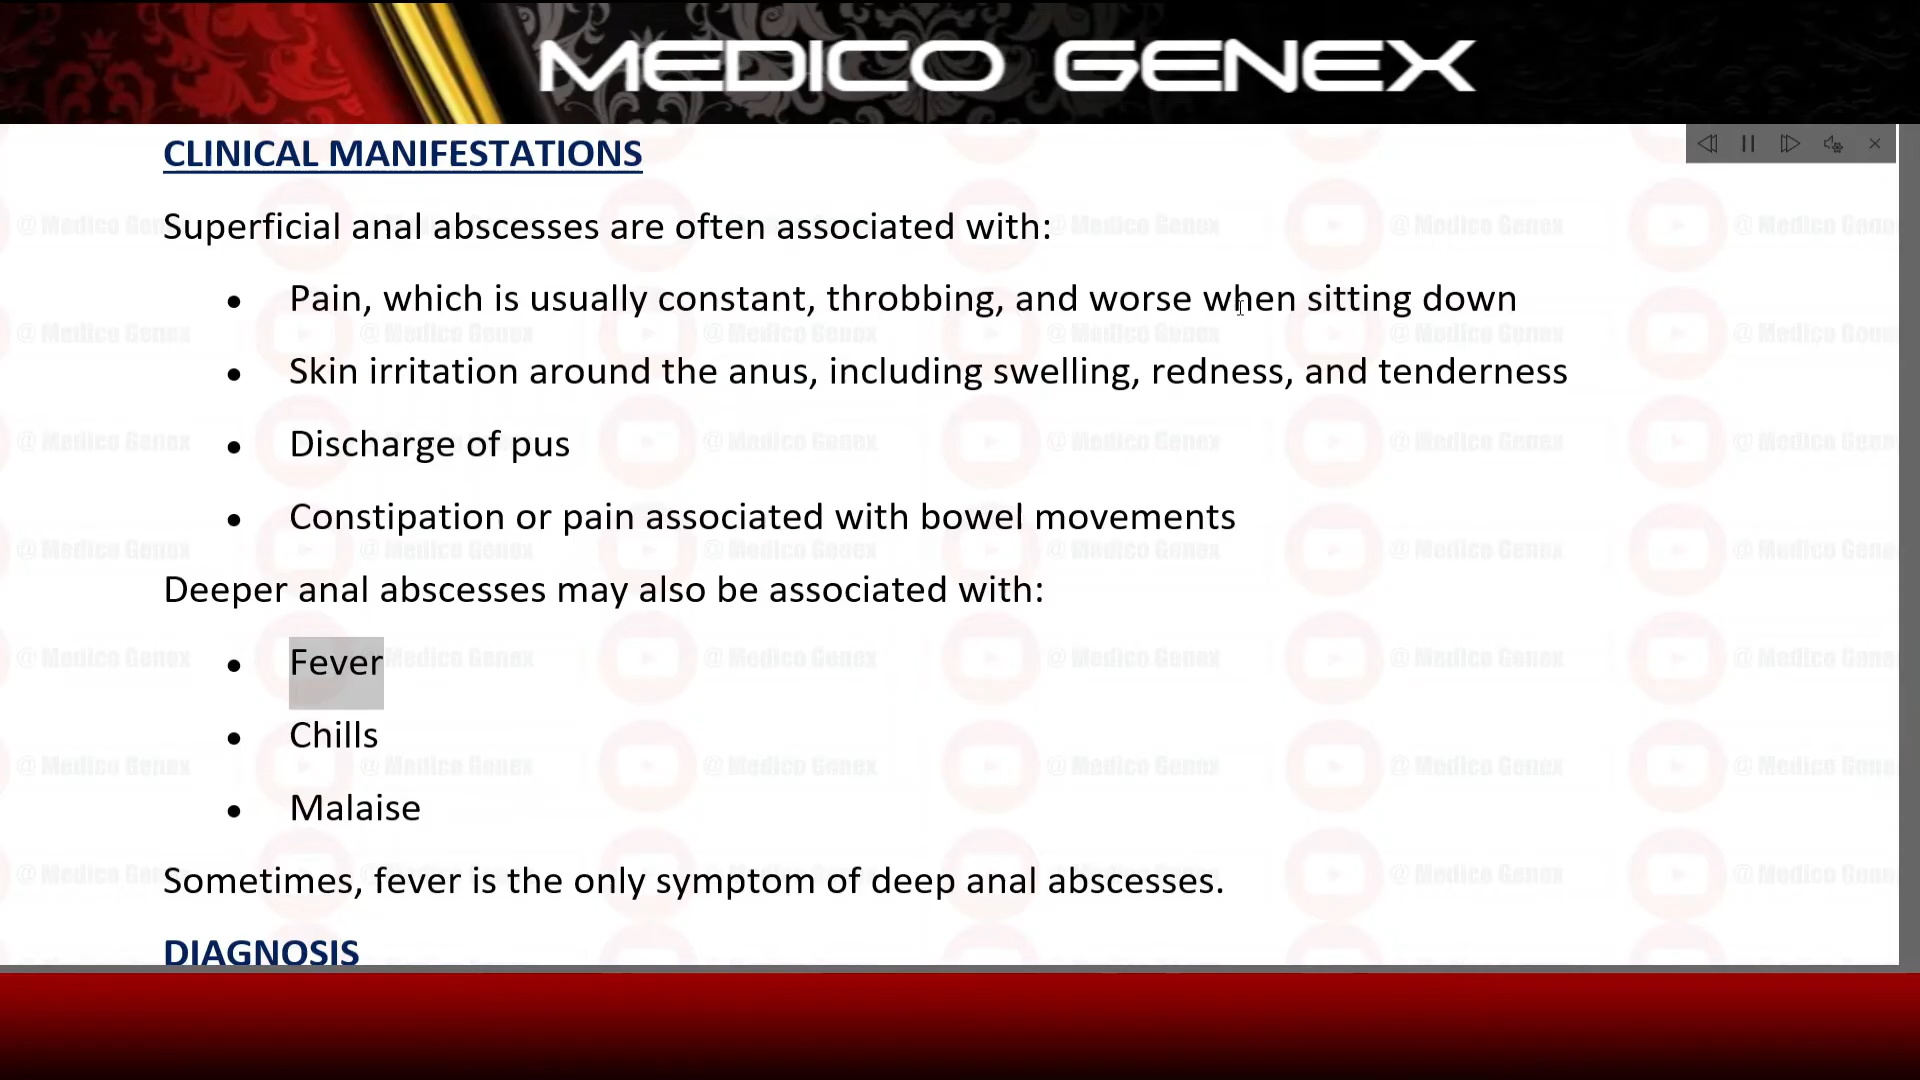 MEDICO GENEX
CLINICAL MANIFESTATIONS
Superficial anal abscesses are often associated with:
• Pain, which is usually constant, throbbing, and worse when sitting down
• Skin irritation around the anus, including swelling, redness, and tenderness
• Discharge of pus
• Constipation or pain associated with bowel movements
Deeper anal abscesses may also be associated with:
• Fever
• Chills
• Malaise
Sometimes, fever is the only symptom of deep anal abscesses.
DIAGNOSIS
@ Medico Genex